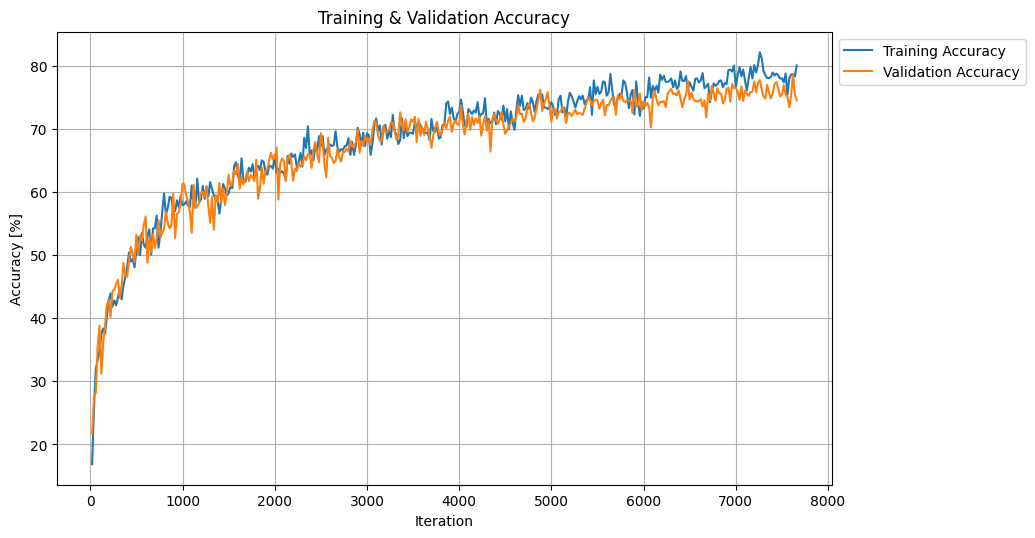 Training & Validation Accuracy
Training Accuracy
Validation Accuracy
Accuracy [%]
80
70
60
50
40
30
20
0 1000 2000 3000 4000 5000 6000 7000 8000
Iteration